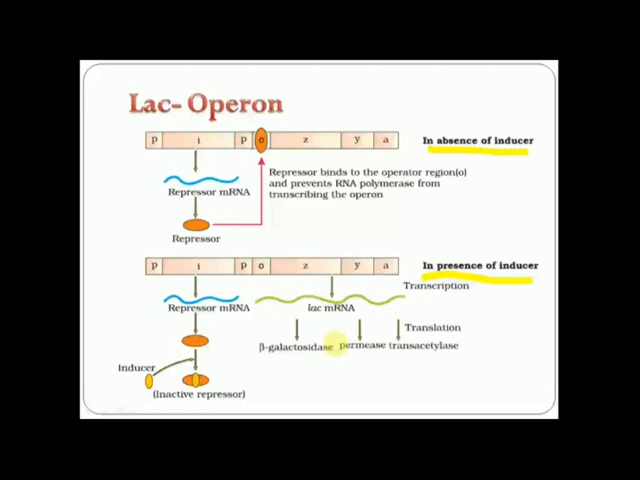 Lac- Operon
p i p o z y a
In absence of inducer
Repressor binds to the operator region(o)
and prevents RNA polymerase from
transcribing the operon
Repressor mRNA
Repressor
p i p o z y a
In presence of inducer
Transcription
Repressor mRNA
lac mRNA
Translation
β-galactosidase permease transacetylase
Inducer
(Inactive repressor)